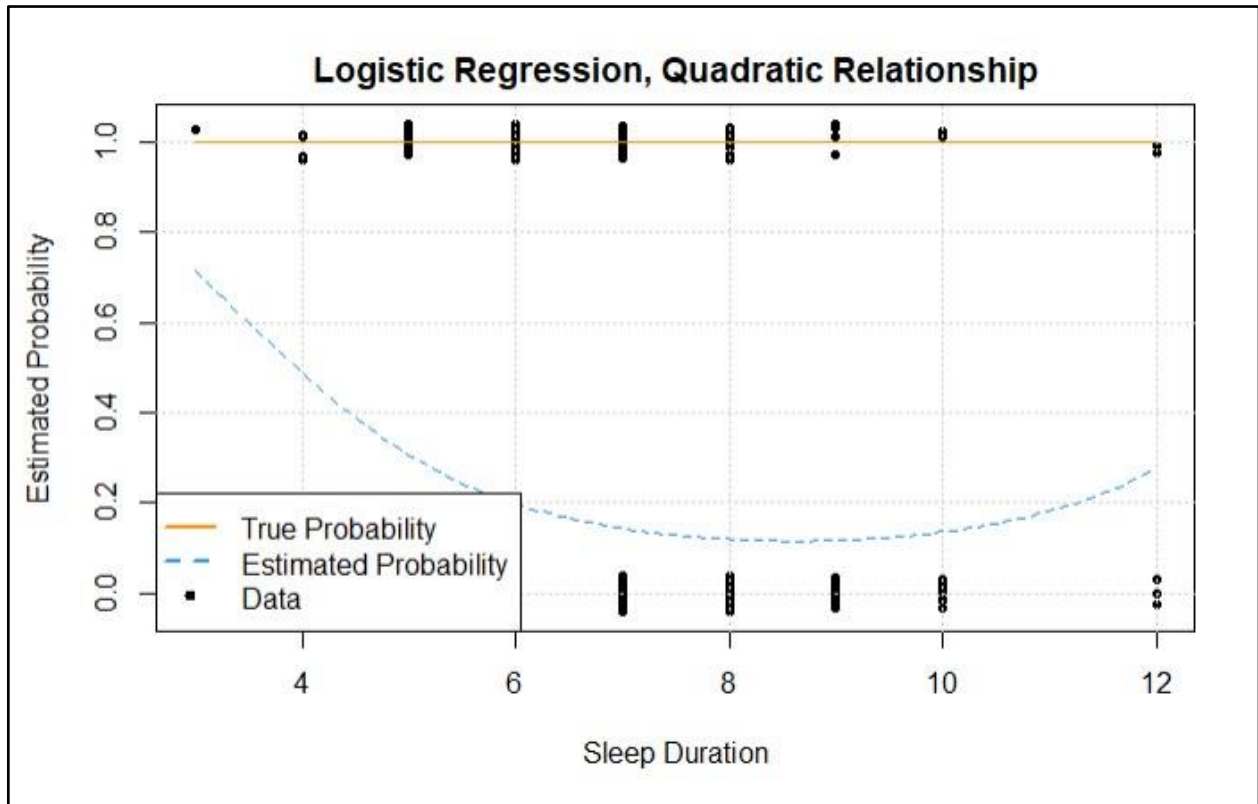 Logistic Regression, Quadratic Relationship
Estimated Probability
1.0
0.8
0.6
0.4
0.2
0.0
True Probability
Estimated Probability
Data
4 6 8 10 12
Sleep Duration